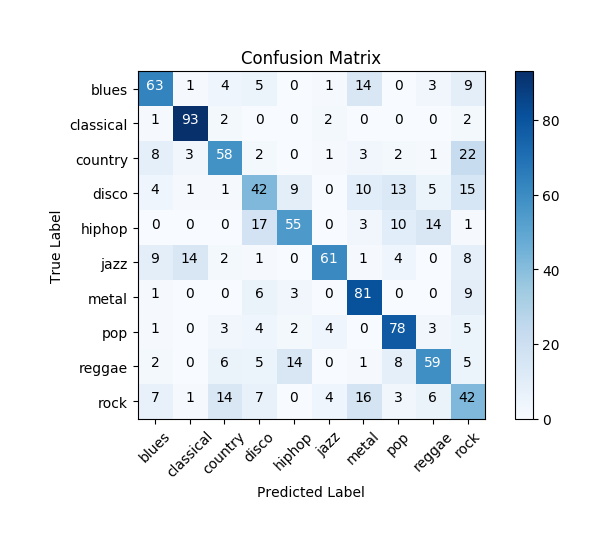 Confusion Matrix
True Label
blues 63 1 4 5 0 1 14 0 3 9
classical 1 93 2 0 0 2 0 0 0 2
country 8 3 58 2 0 1 3 2 1 22
disco 4 1 1 42 9 0 10 13 5 15
hiphop 0 0 0 17 55 0 3 10 14 1
jazz 9 14 2 1 0 61 1 4 0 8
metal 1 0 0 6 3 0 81 0 0 9
pop 1 0 3 4 2 4 0 78 3 5
reggae 2 0 6 5 14 0 1 8 59 5
rock 7 1 14 7 0 4 16 3 6 42
blues classical country disco hiphop jazz metal pop reggae rock
Predicted Label
80
60
40
20
0